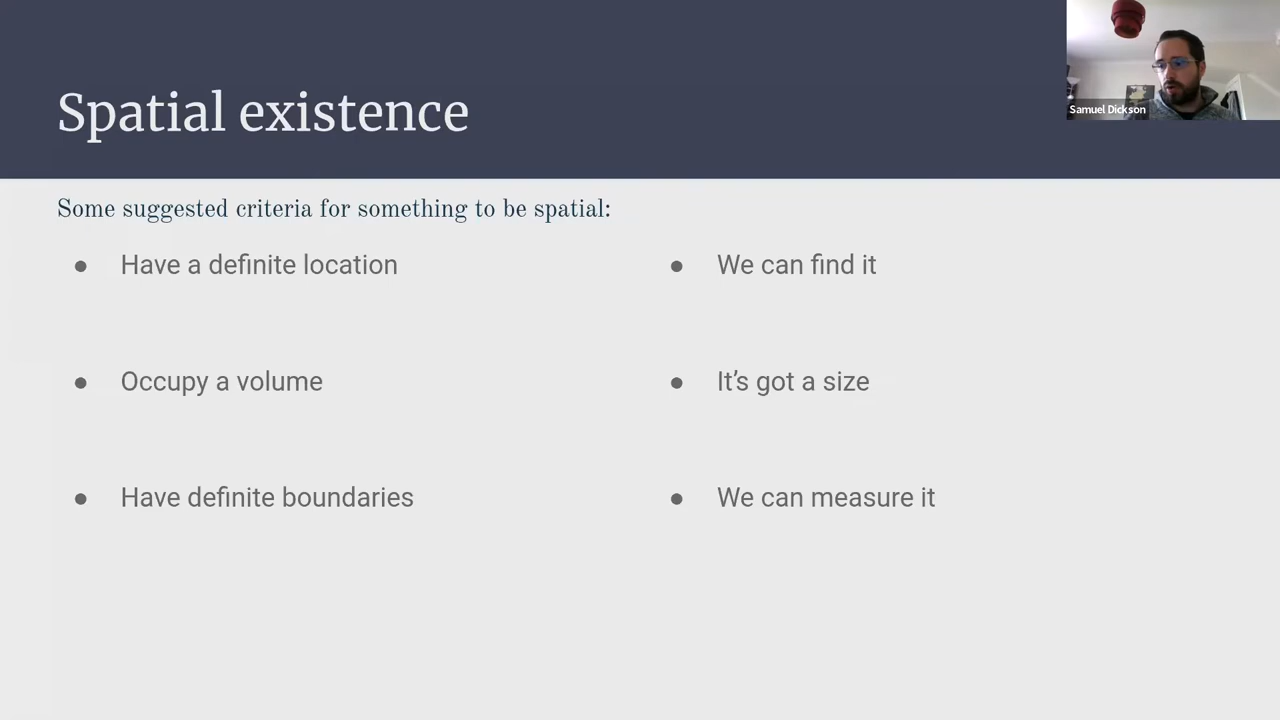 Spatial existence
Samuel Dickson
Some suggested criteria for something to be spatial:
● Have a definite location
● We can find it
● Occupy a volume
● It’s got a size
● Have definite boundaries
● We can measure it